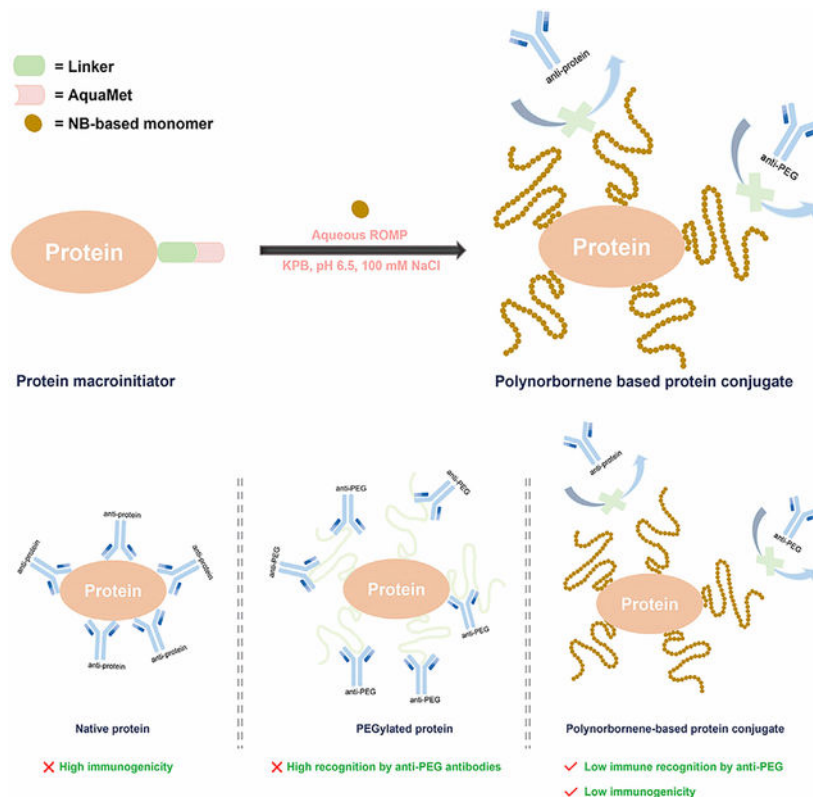 = Linker
= AquaMet
= NB-based monomer
Protein
Aqueous ROMP
KPB, pH 6.5, 100 mM NaCl
anti-protein
anti-PEG
Protein
Protein macroinitiator
Polynorbornene based protein conjugate
anti-protein
anti-protein
anti-protein
Protein
anti-protein
anti-protein
anti-PEG
anti-PEG
anti-PEG
Protein
anti-PEG
anti-PEG
anti-PEG
anti-protein
anti-PEG
Protein
Native protein
PEGylated protein
Polynorbornene-based protein conjugate
High immunogenicity
High recognition by anti-PEG antibodies
Low immune recognition by anti-PEG
Low immunogenicity